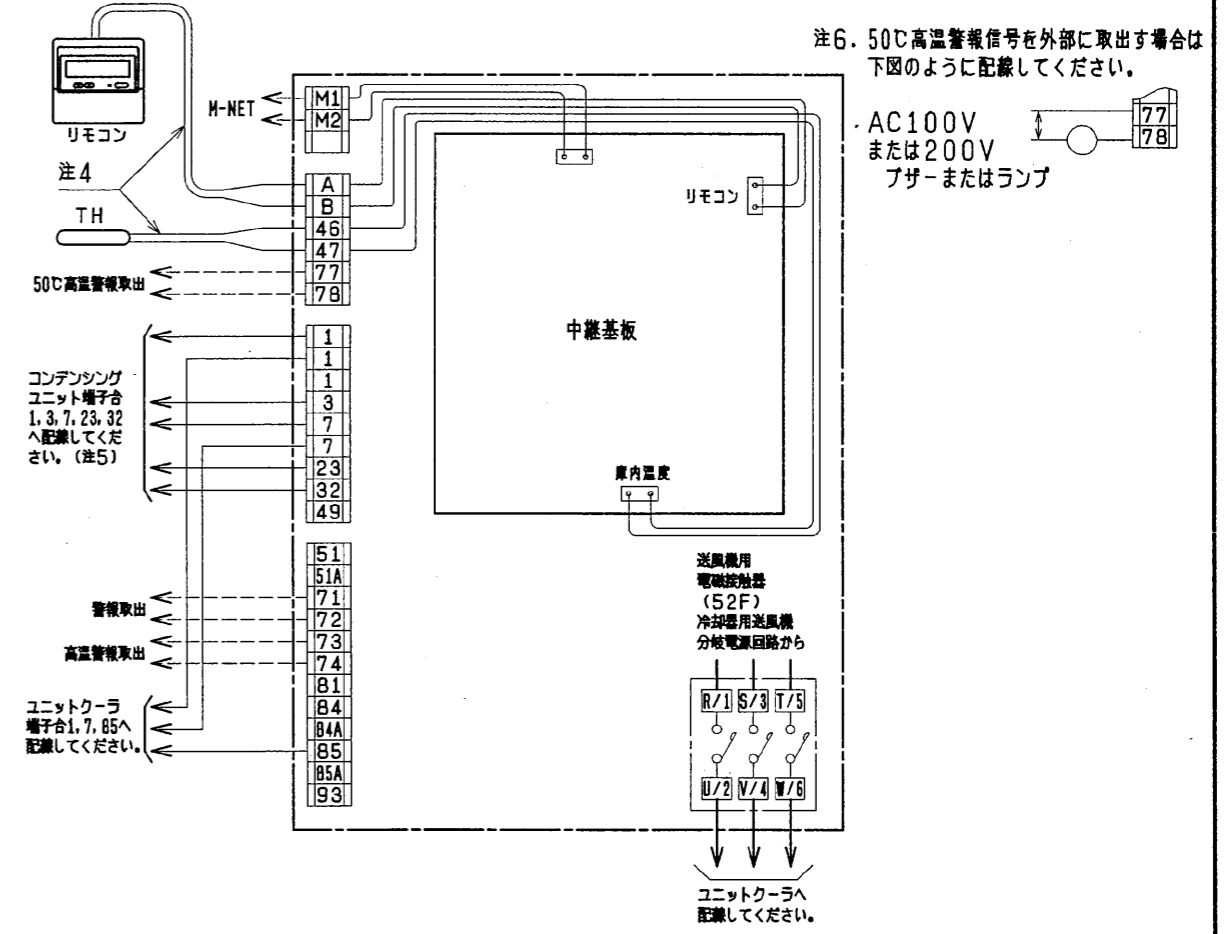 注6. 50℃高温警報信号を外部に取出す場合は
下図のように配線してください。
AC100V
または200V
ブザーまたはランプ
77
78
リモコン
注4
TH
M-NET
M1
M2
A
B
46
47
77
78
50℃高温警報取出
リモコン
中継基板
庫内温度
コンデンシング
ユニット端子台
1,3,7,23,32
へ配線してくだ
さい。(注5)
1
1
1
3
7
7
23
32
49
51
51A
71
72
73
74
81
84
84A
85
85A
93
警報取出
高温警報取出
ユニットクーラ
端子台1,7,85へ
配線してください。
送風機用
電磁接触器
(52F)
冷却器用送風機
分岐電源回路から
R/1 S/3 T/5
U/2 V/4 W/6
ユニットクーラへ
配線してください。